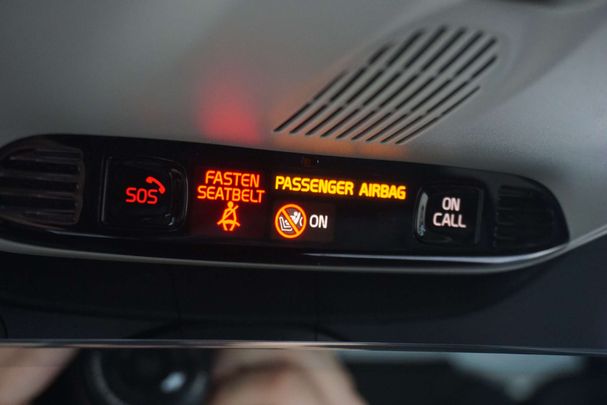 SOS
FASTEN
SEATBELT
PASSENGER AIRBAG
ON
ON
CALL